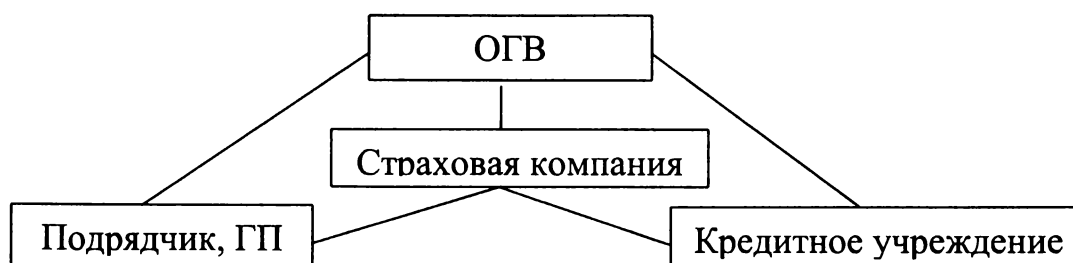 ОГВ
Страховая компания
Подрядчик, ГП
Кредитное учреждение